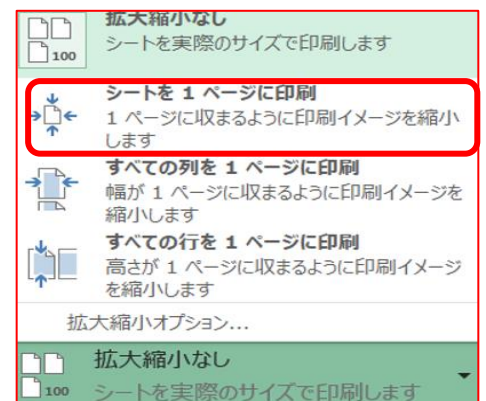 拡大縮小なし
シートを実際のサイズで印刷します
100
シートを 1 ページに印刷
1 ページに収まるように印刷イメージを縮小
します
すべての列を 1 ページに印刷
幅が 1 ページに収まるように印刷イメージを
縮小します
すべての行を 1 ページに印刷
高さが 1 ページに収まるように印刷イメージ
を縮小します
拡大縮小オプション...
拡大縮小なし
100
シートを実際のサイズで印刷します